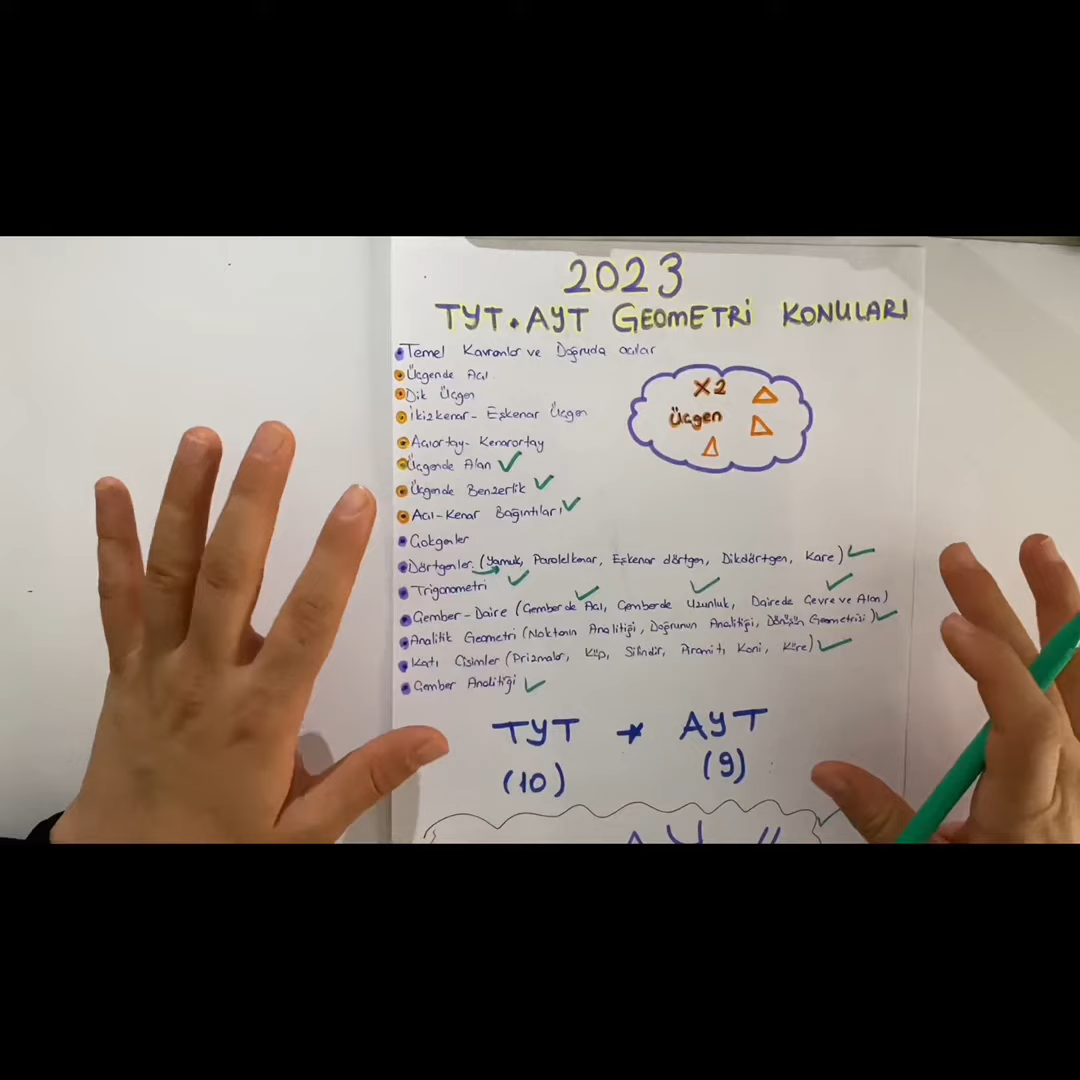 2023
TYT • AYT GEOMETRİ KONULARI
Temel Kavramlar ve Doğruda açılar
Üçgende Açı
Dik Üçgen
İkizkenar - Eşkenar Üçgen
Açıortay - Kenarortay
Üçgende Alan
Üçgende Benzerlik
Açı - Kenar Bağıntıları
X2
Üçgen
Çokgenler
Dörtgenler (Yamuk, Paralelkenar, Eşkenar dörtgen, Dikdörtgen, Kare)
Trigonometri
Çember - Daire (Çemberde Açı, Çemberde Uzunluk, Dairede Çevre ve Alan)
Analitik Geometri (Noktanın Analitiği, Doğrunun Analitiği, Dönüşüm Geometrisi)
Katı Cisimler (Prizmalar, Küp, Silindir, Piramit, Koni, Küre)
Çember Analitiği
TYT * AYT
(10) (9)